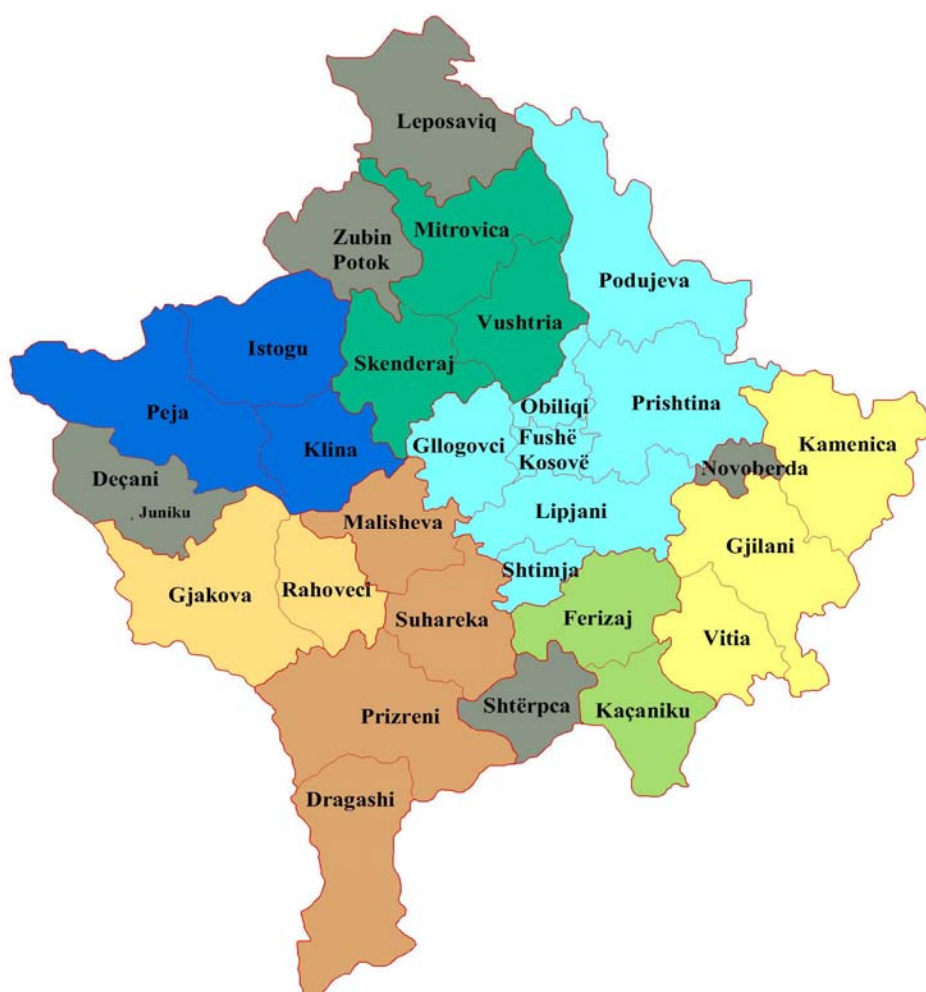 Leposaviq
Mitrovica
Zubin
Potok
Podujeva
Vushtria
Istogu
Skenderaj
Obiliqi
Prishtina
Peja
Klina
Gllogovci
Fushë
Kosovë
Kamenica
Novoberda
Deçani
Juniku
Malisheva
Lipjani
Gjilani
Shtimja
Gjakova
Rahoveci
Suhareka
Ferizaj
Vitia
Shtërpca
Kaçaniku
Prizreni
Dragashi